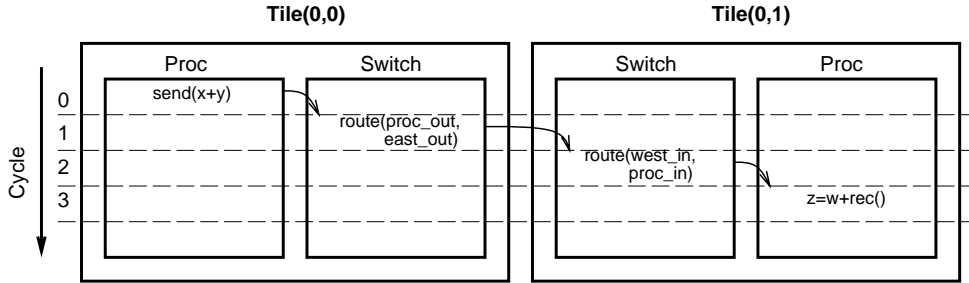 Tile(0,0)
Tile(0,1)
Proc
Switch
Switch
Proc
Cycle
0
send(x+y)
1
route(proc_out,
east_out)
2
route(west_in,
proc_in)
3
z=w+rec()